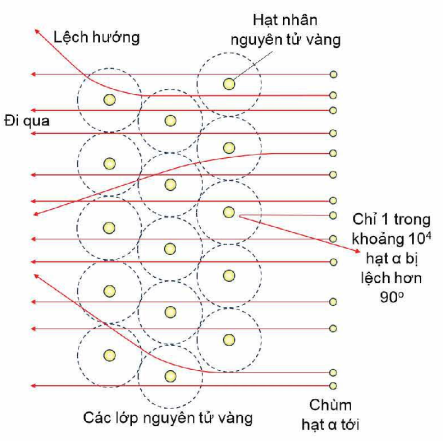 Lệch hướng
Hạt nhân
nguyên tử vàng
Đi qua
Chỉ 1 trong
khoảng 10⁴
hạt α bị
lệch hơn
90º
Các lớp nguyên tử vàng
Chùm
hạt α tới